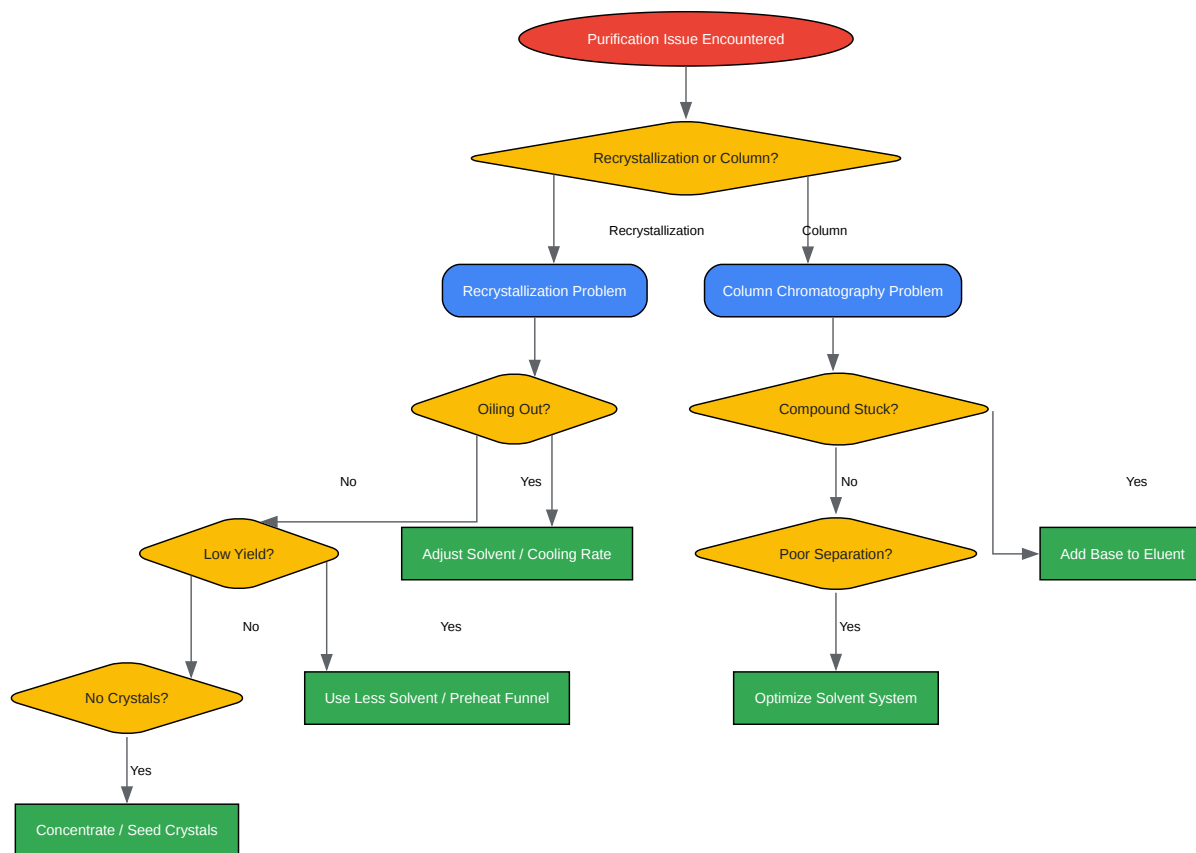 Purification Issue Encountered
Recrystallization or Column?
Recrystallization
Column
Recrystallization Problem
Column Chromatography Problem
Oiling Out?
Compound Stuck?
No
Yes
No
Yes
Low Yield?
Adjust Solvent / Cooling Rate
Poor Separation?
Add Base to Eluent
No
Yes
Yes
No Crystals?
Use Less Solvent / Preheat Funnel
Optimize Solvent System
Yes
Concentrate / Seed Crystals